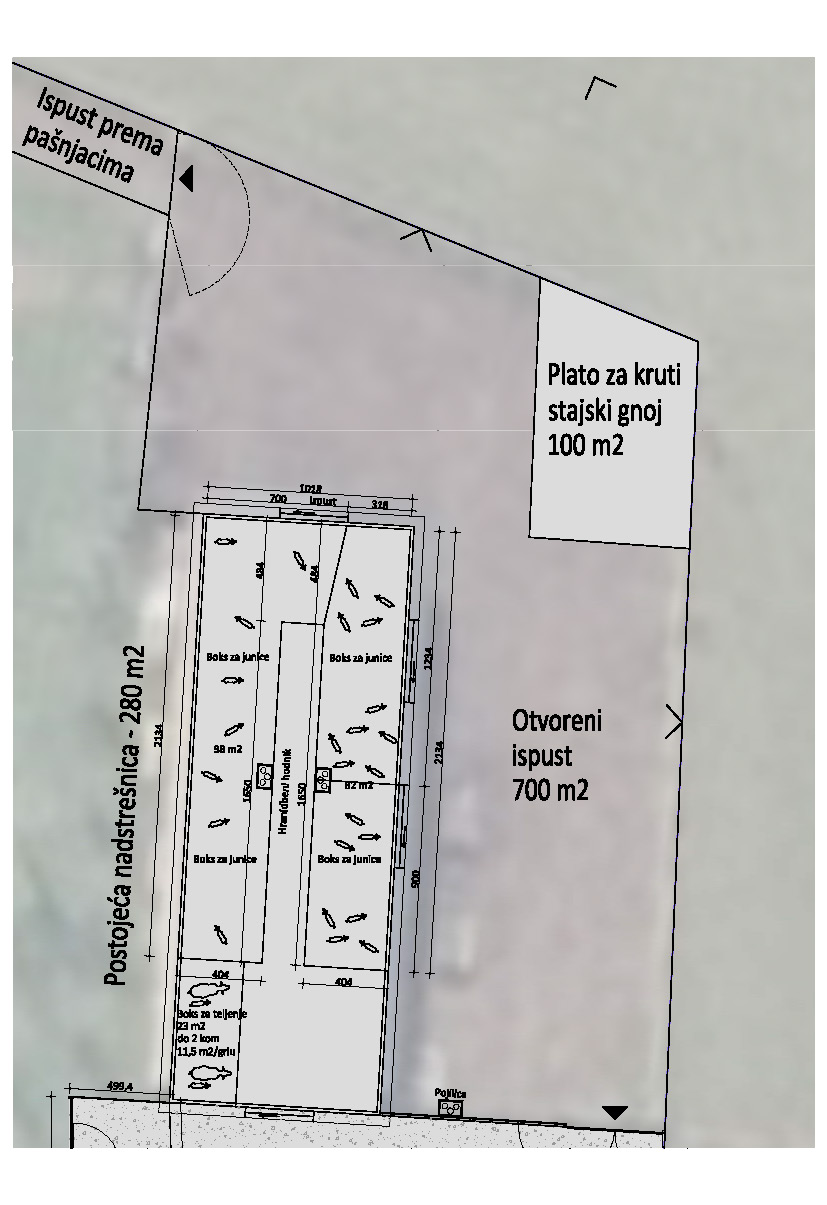 Ispust prema
pašnjacima
Plato za kruti
stajski gnoj
100 m2
1018
700
Ispust
318
484
484
Boks za junice
Boks za junice
1234
Postojeća nadstrešnica - 280 m2
2134
98 m2
Hranidbeni hodnik
1650
1650
82 m2
2134
Otvoreni
ispust
700 m2
Boks za junice
Boks za junice
900
404
404
Boks za teljenje
23 m2
do 2 kom
11,5 m2/grlu
499,4
Pojilica